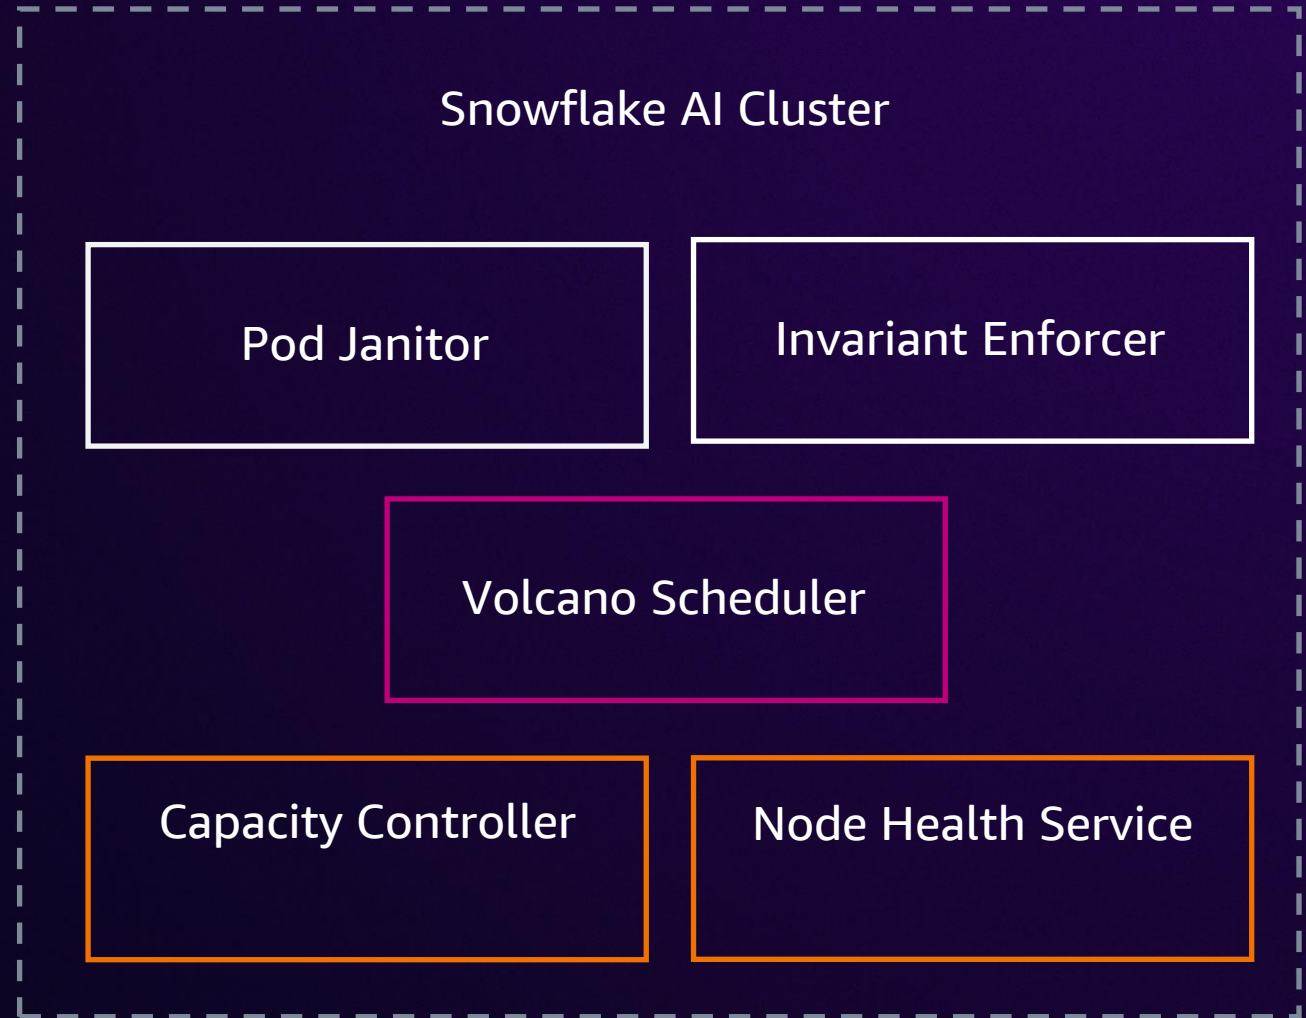 Snowflake AI Cluster
Pod Janitor
Invariant Enforcer
Volcano Scheduler
Capacity Controller
Node Health Service